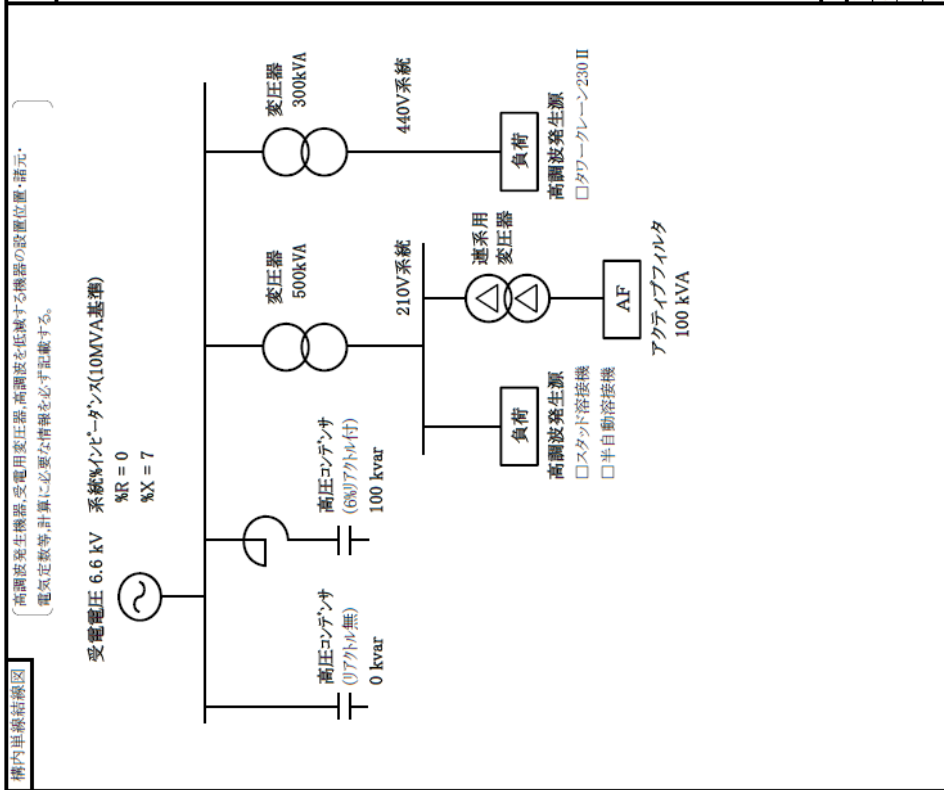 構内単線結線図
高調波発生機器,受電用変圧器,高調波を低減する機器の設置位置・諸元・
電気定数等,計算に必要な情報を必ず記載する。
受電電圧 6.6 kV 系統%インピーダンス(10MVA基準)
%R = 0
%X = 7
高圧コンデンサ
(リアクトル無)
0 kvar
高圧コンデンサ
(6%リアクトル付)
100 kvar
変圧器
500kVA
210V系統
負荷
高調波発生源
□スタッド溶接機
□半自動溶接機
連系用
変圧器
AF
アクティブフィルタ
100 kVA
変圧器
300kVA
440V系統
負荷
高調波発生源
□タワークレーン230Ⅱ